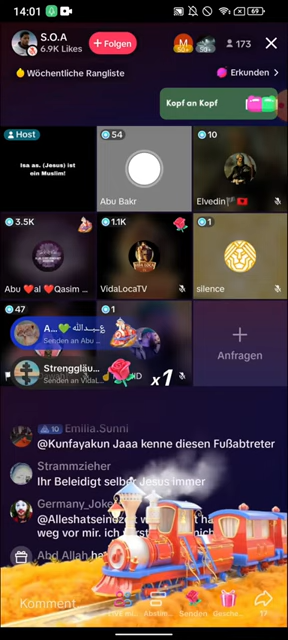 14:01
69
S.O.A
6.9K Likes
+ Folgen
173
Wöchentliche Rangliste
Erkunden >
Kopf an Kopf
Host
54
10
Isa as. (Jesus) ist
ein Muslim!
Abu Bakr
Elvedin
3.5K
1.1K
1
Abu ❤️al ❤️Qasim ...
VidaLocaTV
silence
47
1
A...💚
Senden an Abu
Strenggläu...
Senden an Vida
x1
+
Anfragen
10 Emilia.Sunni
@Kunfayakun Jaaa kenne diesen Fußabtreter
Strammzieher
Ihr Beleidigt selber Jesus immer
Germany_Joke
weg vor mir. ich
Abd Allah
Kommentar
Senden